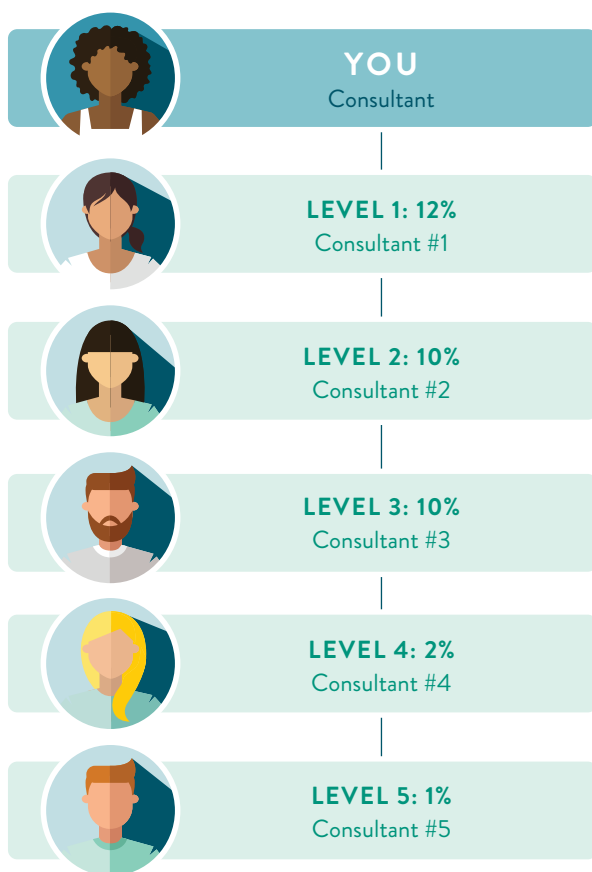 YOU
Consultant
LEVEL 1: 12%
Consultant #1
LEVEL 2: 10%
Consultant #2
LEVEL 3: 10%
Consultant #3
LEVEL 4: 2%
Consultant #4
LEVEL 5: 1%
Consultant #5